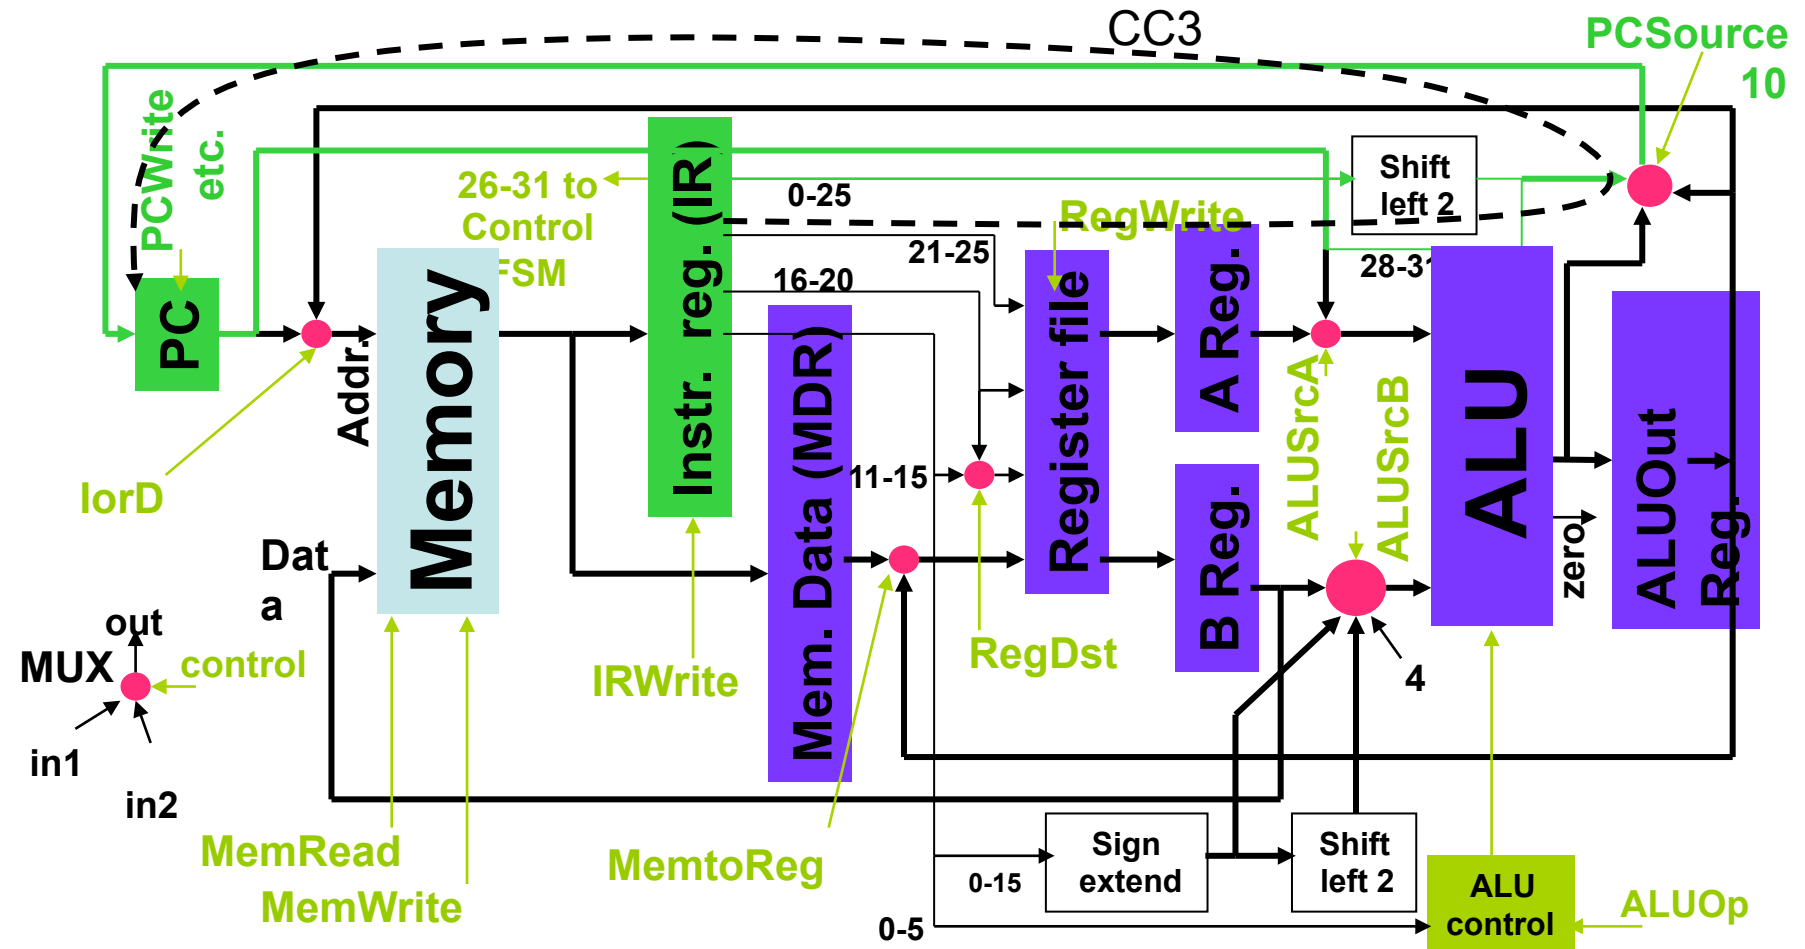 CC3
PCSource
10
PCWrite
etc.
26-31 to
Control
FSM
0-25
Shift
left 2
RegWrite
21-25
28-31
16-20
PC
Addr.
Memory
Instr. reg. (IR)
Mem. Data (MDR)
Register file
A Reg.
B Reg.
ALUSrcA
ALUSrcB
ALU
ALUOut
Reg.
zero
11-15
IorD
Dat
a
out
MUX
control
in1
in2
IRWrite
RegDst
4
MemRead
MemWrite
MemtoReg
Sign
extend
Shift
left 2
0-15
0-5
ALU
control
ALUOp